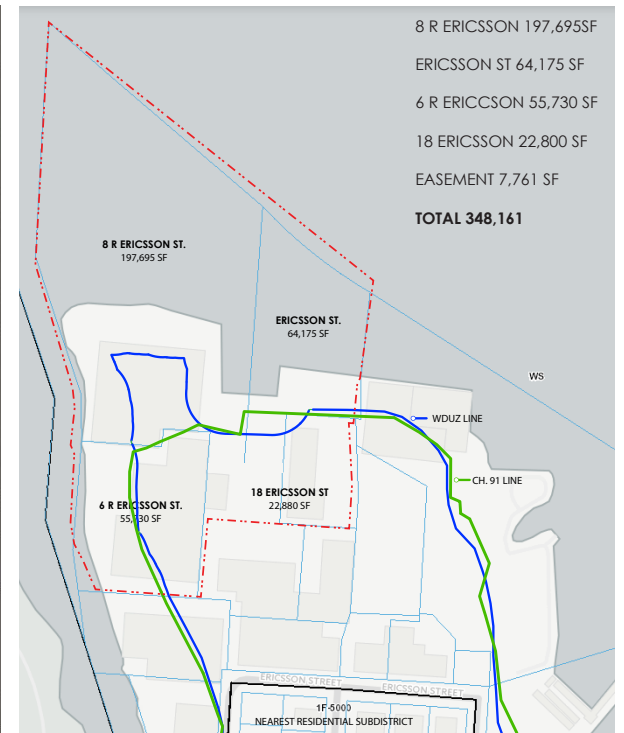 8 R ERICSSON 197,695SF
ERICSSON ST 64,175 SF
6 R ERICCSON 55,730 SF
18 ERICSSON 22,800 SF
EASEMENT 7,761 SF
TOTAL 348,161
8 R ERICSSON ST.
197,695 SF
ERICSSON ST.
64,175 SF
WS
WDUZ LINE
CH. 91 LINE
18 ERICSSON ST
22,880 SF
6 R ERICSSON ST.
55,730 SF
ERICSSON STREET
ERICSSON STREET
1F-5000
NEAREST RESIDENTIAL SUBDISTRICT